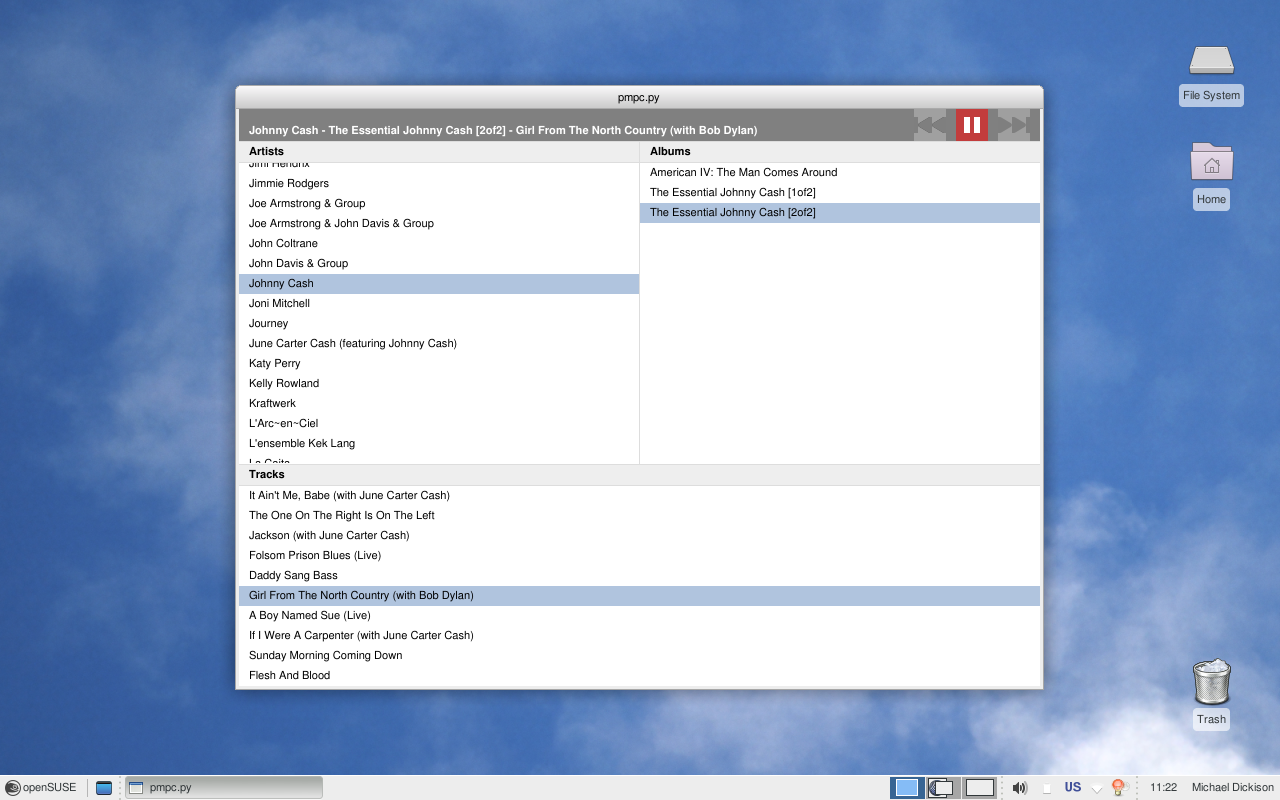 pmpc.py
Johnny Cash - The Essential Johnny Cash [2of2] - Girl From The North Country (with Bob Dylan)
Artists
Jimi Hendrix
Jimmie Rodgers
Joe Armstrong & Group
Joe Armstrong & John Davis & Group
John Coltrane
John Davis & Group
Johnny Cash
Joni Mitchell
Journey
June Carter Cash (featuring Johnny Cash)
Katy Perry
Kelly Rowland
Kraftwerk
L'Arc~en~Ciel
L'ensemble Kek Lang
La Gaita
Albums
American IV: The Man Comes Around
The Essential Johnny Cash [1of2]
The Essential Johnny Cash [2of2]
Tracks
It Ain't Me, Babe (with June Carter Cash)
The One On The Right Is On The Left
Jackson (with June Carter Cash)
Folsom Prison Blues (Live)
Daddy Sang Bass
Girl From The North Country (with Bob Dylan)
A Boy Named Sue (Live)
If I Were A Carpenter (with June Carter Cash)
Sunday Morning Coming Down
Flesh And Blood
File System
Home
Trash
openSUSE
pmpc.py
US
11:22
Michael Dickison